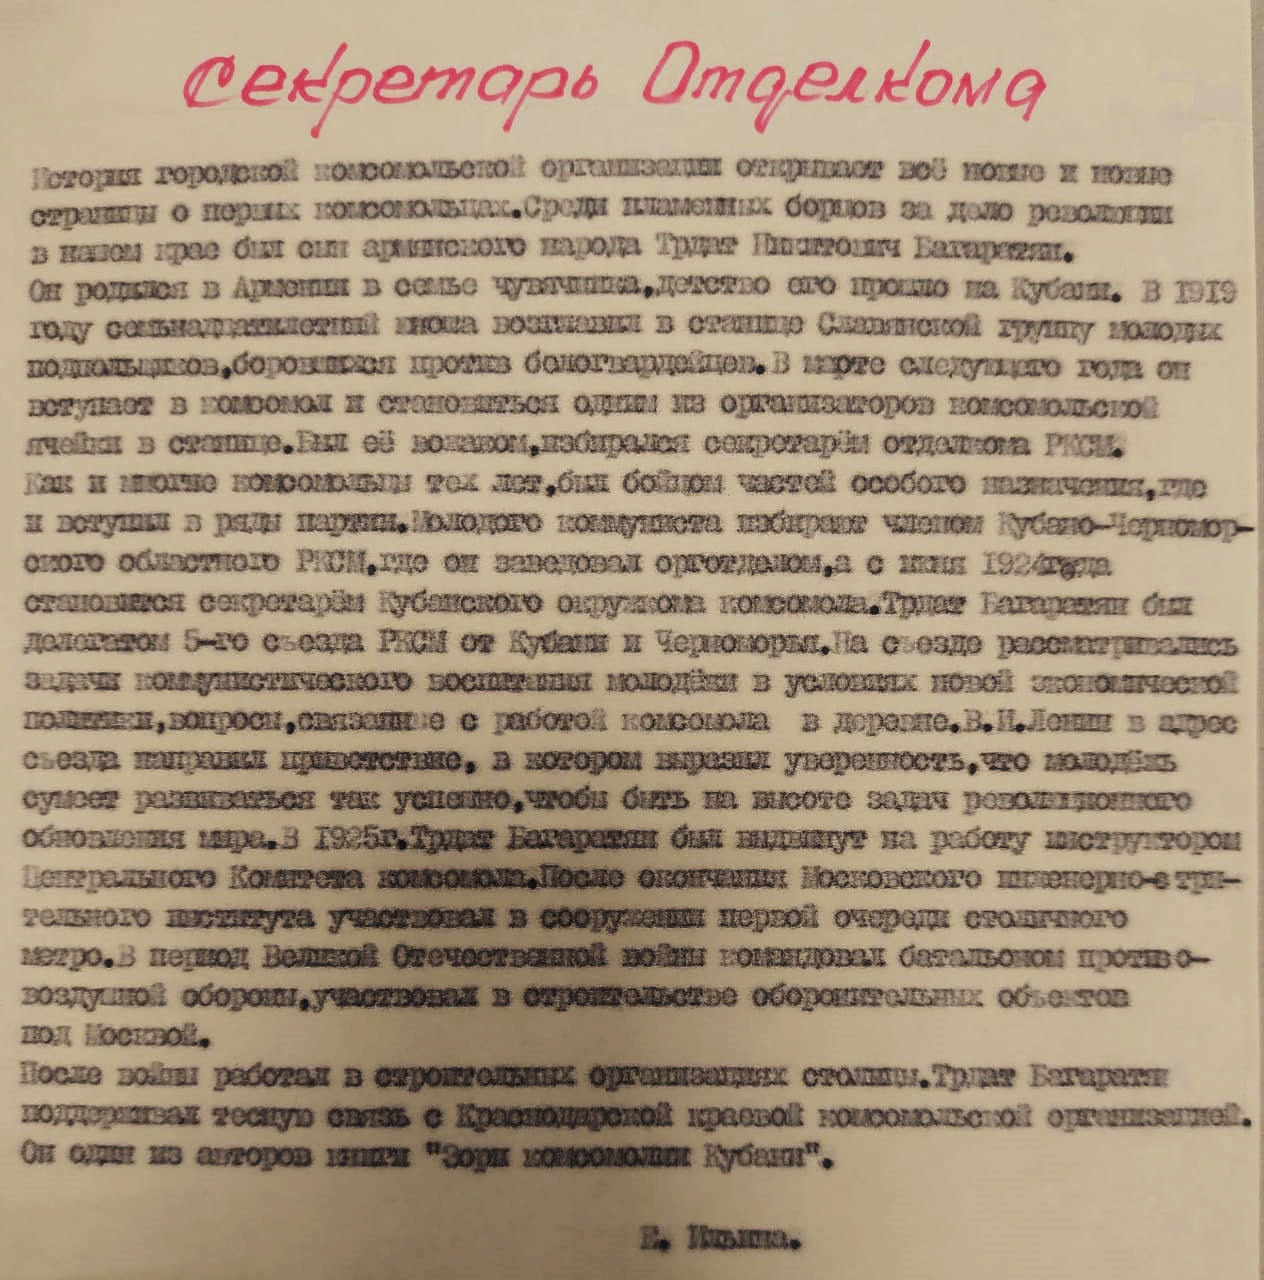 Секретарь Отделкома
История городской комсомольской организации открывает всё новые и новые
страницы о первых комсомольцах.Среди пламенных борцов за дело революции
в нашем крае был сын армянского народа Трдат Никитович Багаратян.
Он родился в Армении в семье чувячника,детство его прошло на Кубани. В 1919
году семьнадцатилетний юноша возглавил в станице Славянской группу молодых
подпольщиков,боровшихся против белогвардейцев.В марте следующего года он
вступает в комсомол и становиться одним из организаторов комсомольской
ячейки в станице.Был её вожаком,избирался секретарём отделкома РКСМ.
Как и многие комсомольцы тех лет,был бойцом частей особого назначения,где
и вступил в ряды партии.Молодого коммуниста избирают членом Кубано-Черномор-
ского областного РКСМ,где он заведовал орготделом,а с июня 1924года
становится секретарём Кубанского окружкома комсомола.Трдат Багаратян был
делегатом 5-го съезда РКСМ от Кубани и Черноморья.На съезде рассматривались
задачи коммунистического воспитания молодёжи в условиях новой экономической
политики,вопросы,связанные с работой комсомола в деревне.В.И.Ленин в адрес
съезда направил приветствие, в котором выразил уверенность,что молодёжь
сумеет развиваться так успешно,чтобы быть на высоте задач революционного
обновления мира.В 1925г.Трдат Багаратян был выдвинут на работу инструктором
Центрального Комитета комсомола.После окончания Московского инженерно-стри-
тельного института участвовал в сооружении первой очереди столичного
метро.В период Великой Отечественной войны командовал батальоном противо-
воздушной обороны,участвовал в строительстве оборонительных объектов
под Москвой.
После войны работал в строительных организациях столицы.Трдат Багаратян
поддерживал тесную связь с Краснодарской краевой комсомольской организацией.
Он один из авторов книги "Зори комсомолии Кубани".
Е. Ильина.